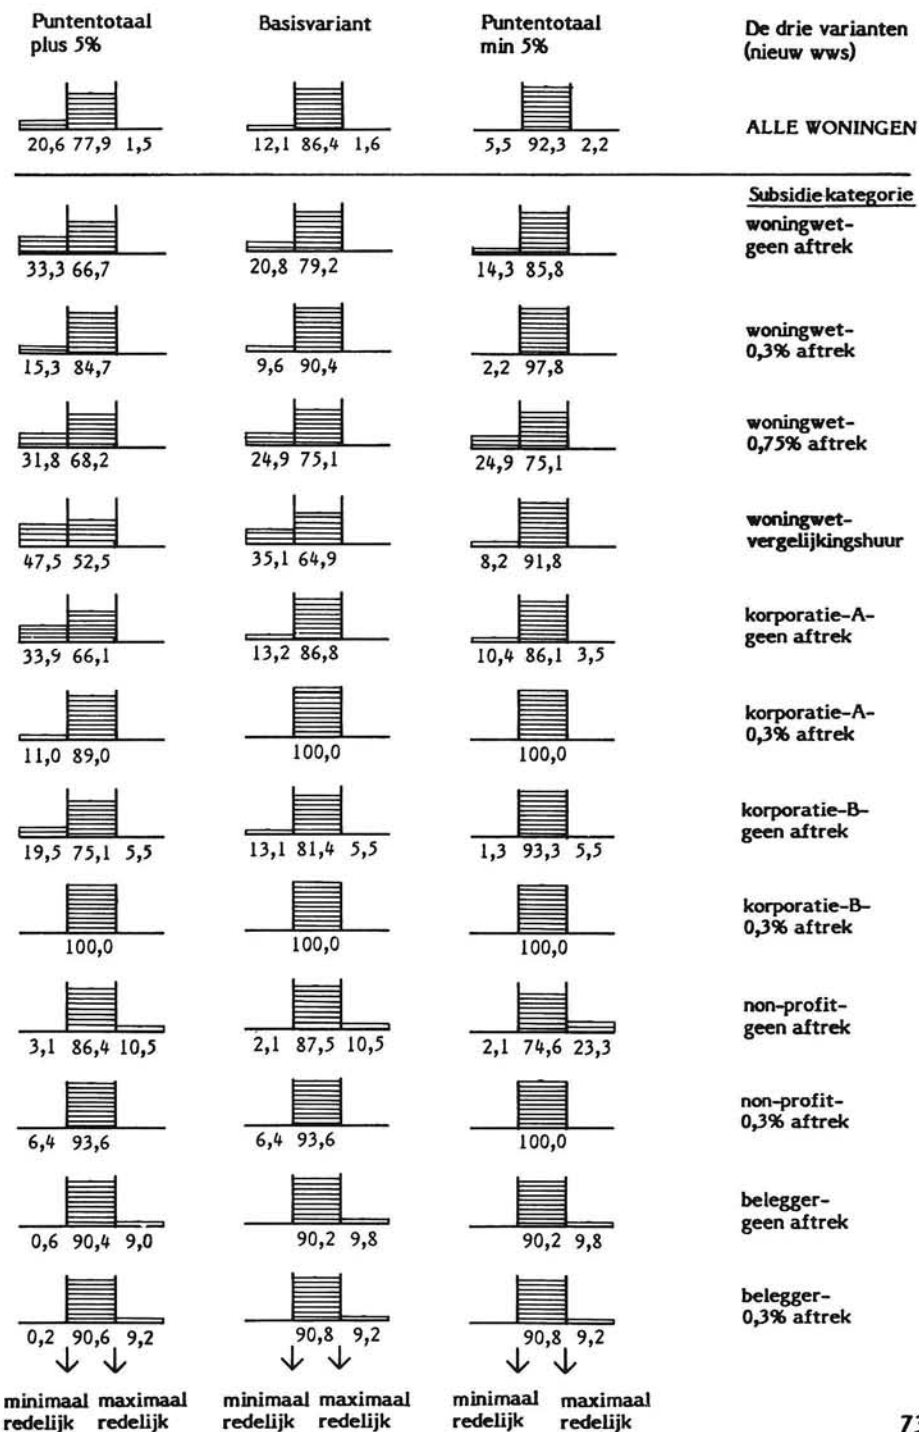 Puntentotaal plus 5%
Basisvariant
Puntentotaal min 5%
De drie varianten (nieuw wws)
20,6 77,9 1,5
12,1 86,4 1,6
5,5 92,3 2,2
ALLE WONINGEN
Subsidiekategorie
33,3 66,7
20,8 79,2
14,3 85,8
woningwet-
geen aftrek
15,3 84,7
9,6 90,4
2,2 97,8
woningwet-
0,3% aftrek
31,8 68,2
24,9 75,1
24,9 75,1
woningwet-
0,75% aftrek
47,5 52,5
35,1 64,9
8,2 91,8
woningwet-
vergelijkingshuur
33,9 66,1
13,2 86,8
10,4 86,1 3,5
korporatie-A-
geen aftrek
11,0 89,0
100,0
100,0
korporatie-A-
0,3% aftrek
19,5 75,1 5,5
13,1 81,4 5,5
1,3 93,3 5,5
korporatie-B-
geen aftrek
100,0
100,0
100,0
korporatie-B-
0,3% aftrek
3,1 86,4 10,5
2,1 87,5 10,5
2,1 74,6 23,3
non-profit-
geen aftrek
6,4 93,6
6,4 93,6
100,0
non-profit-
0,3% aftrek
0,6 90,4 9,0
90,2 9,8
90,2 9,8
belegger-
geen aftrek
0,2 90,6 9,2
90,8 9,2
90,8 9,2
belegger-
0,3% aftrek
minimaal redelijk
maximaal redelijk
minimaal redelijk
maximaal redelijk
minimaal redelijk
maximaal redelijk
73